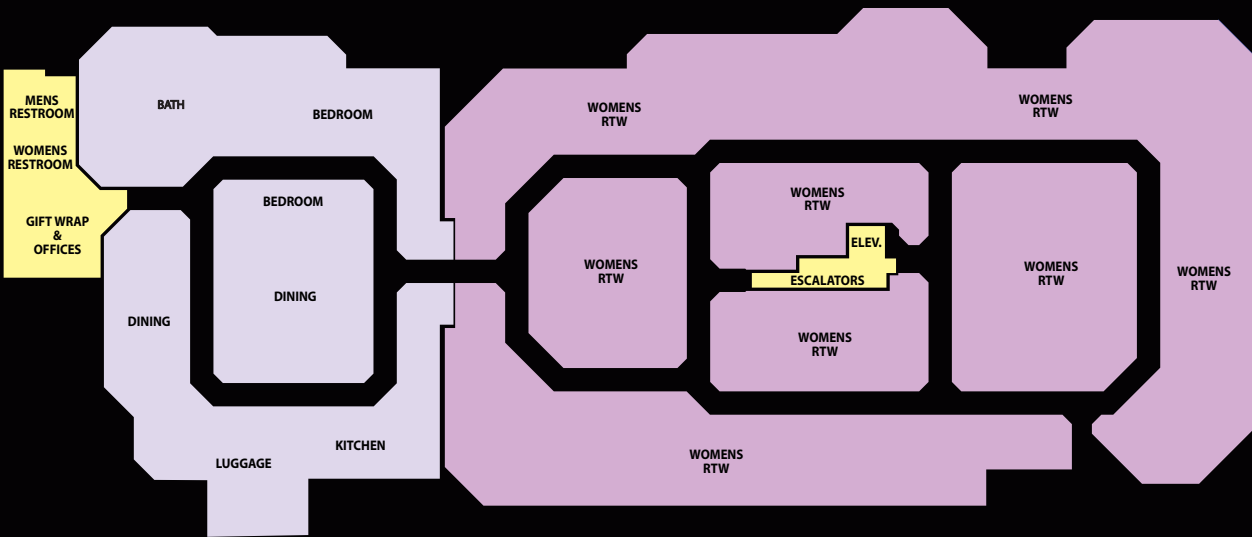 MENS
RESTROOM
WOMENS
RESTROOM
GIFT WRAP
&
OFFICES
BATH
BEDROOM
BEDROOM
DINING
DINING
KITCHEN
LUGGAGE
WOMENS
RTW
WOMENS
RTW
WOMENS
RTW
WOMENS
RTW
ELEV.
ESCALATORS
WOMENS
RTW
WOMENS
RTW
WOMENS
RTW
WOMENS
RTW